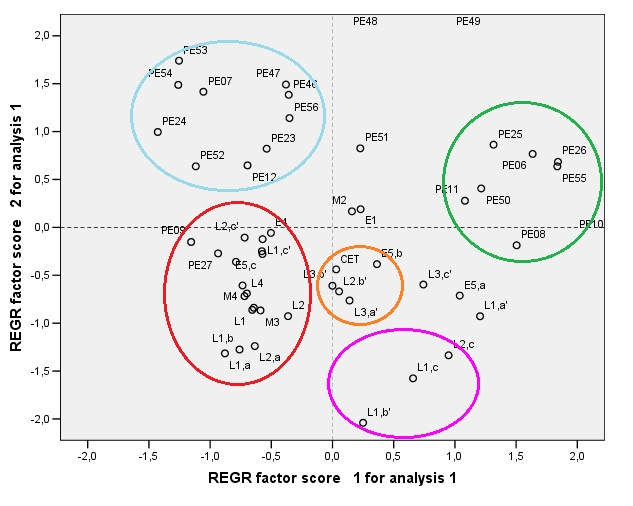 PE48 PE49
2,0
PE53
PE54 PE07 PE47 PE46
1,5
PE56
PE24 PE23 PE51 PE25
1,0
PE52 PE12 PE06 PE26
PE55
0,5
PE11 PE50
M2 E1
PE09 L2,c' E4 PE08 PE10
0,0
PE27 E5,c L1,c' CET E5,b
-0,5
L3,b' L2,b' L3,c' E5,a
L4
M4 L3,a' L1,a'
L1 M3 L2
-1,0
L1,b L2,a L2,c
L1,a L1,c
-1,5
L1,b'
-2,0
-2,0 -1,5 -1,0 -0,5 0,0 0,5 1,0 1,5 2,0
REGR factor score 1 for analysis 1
REGR factor score 2 for analysis 1